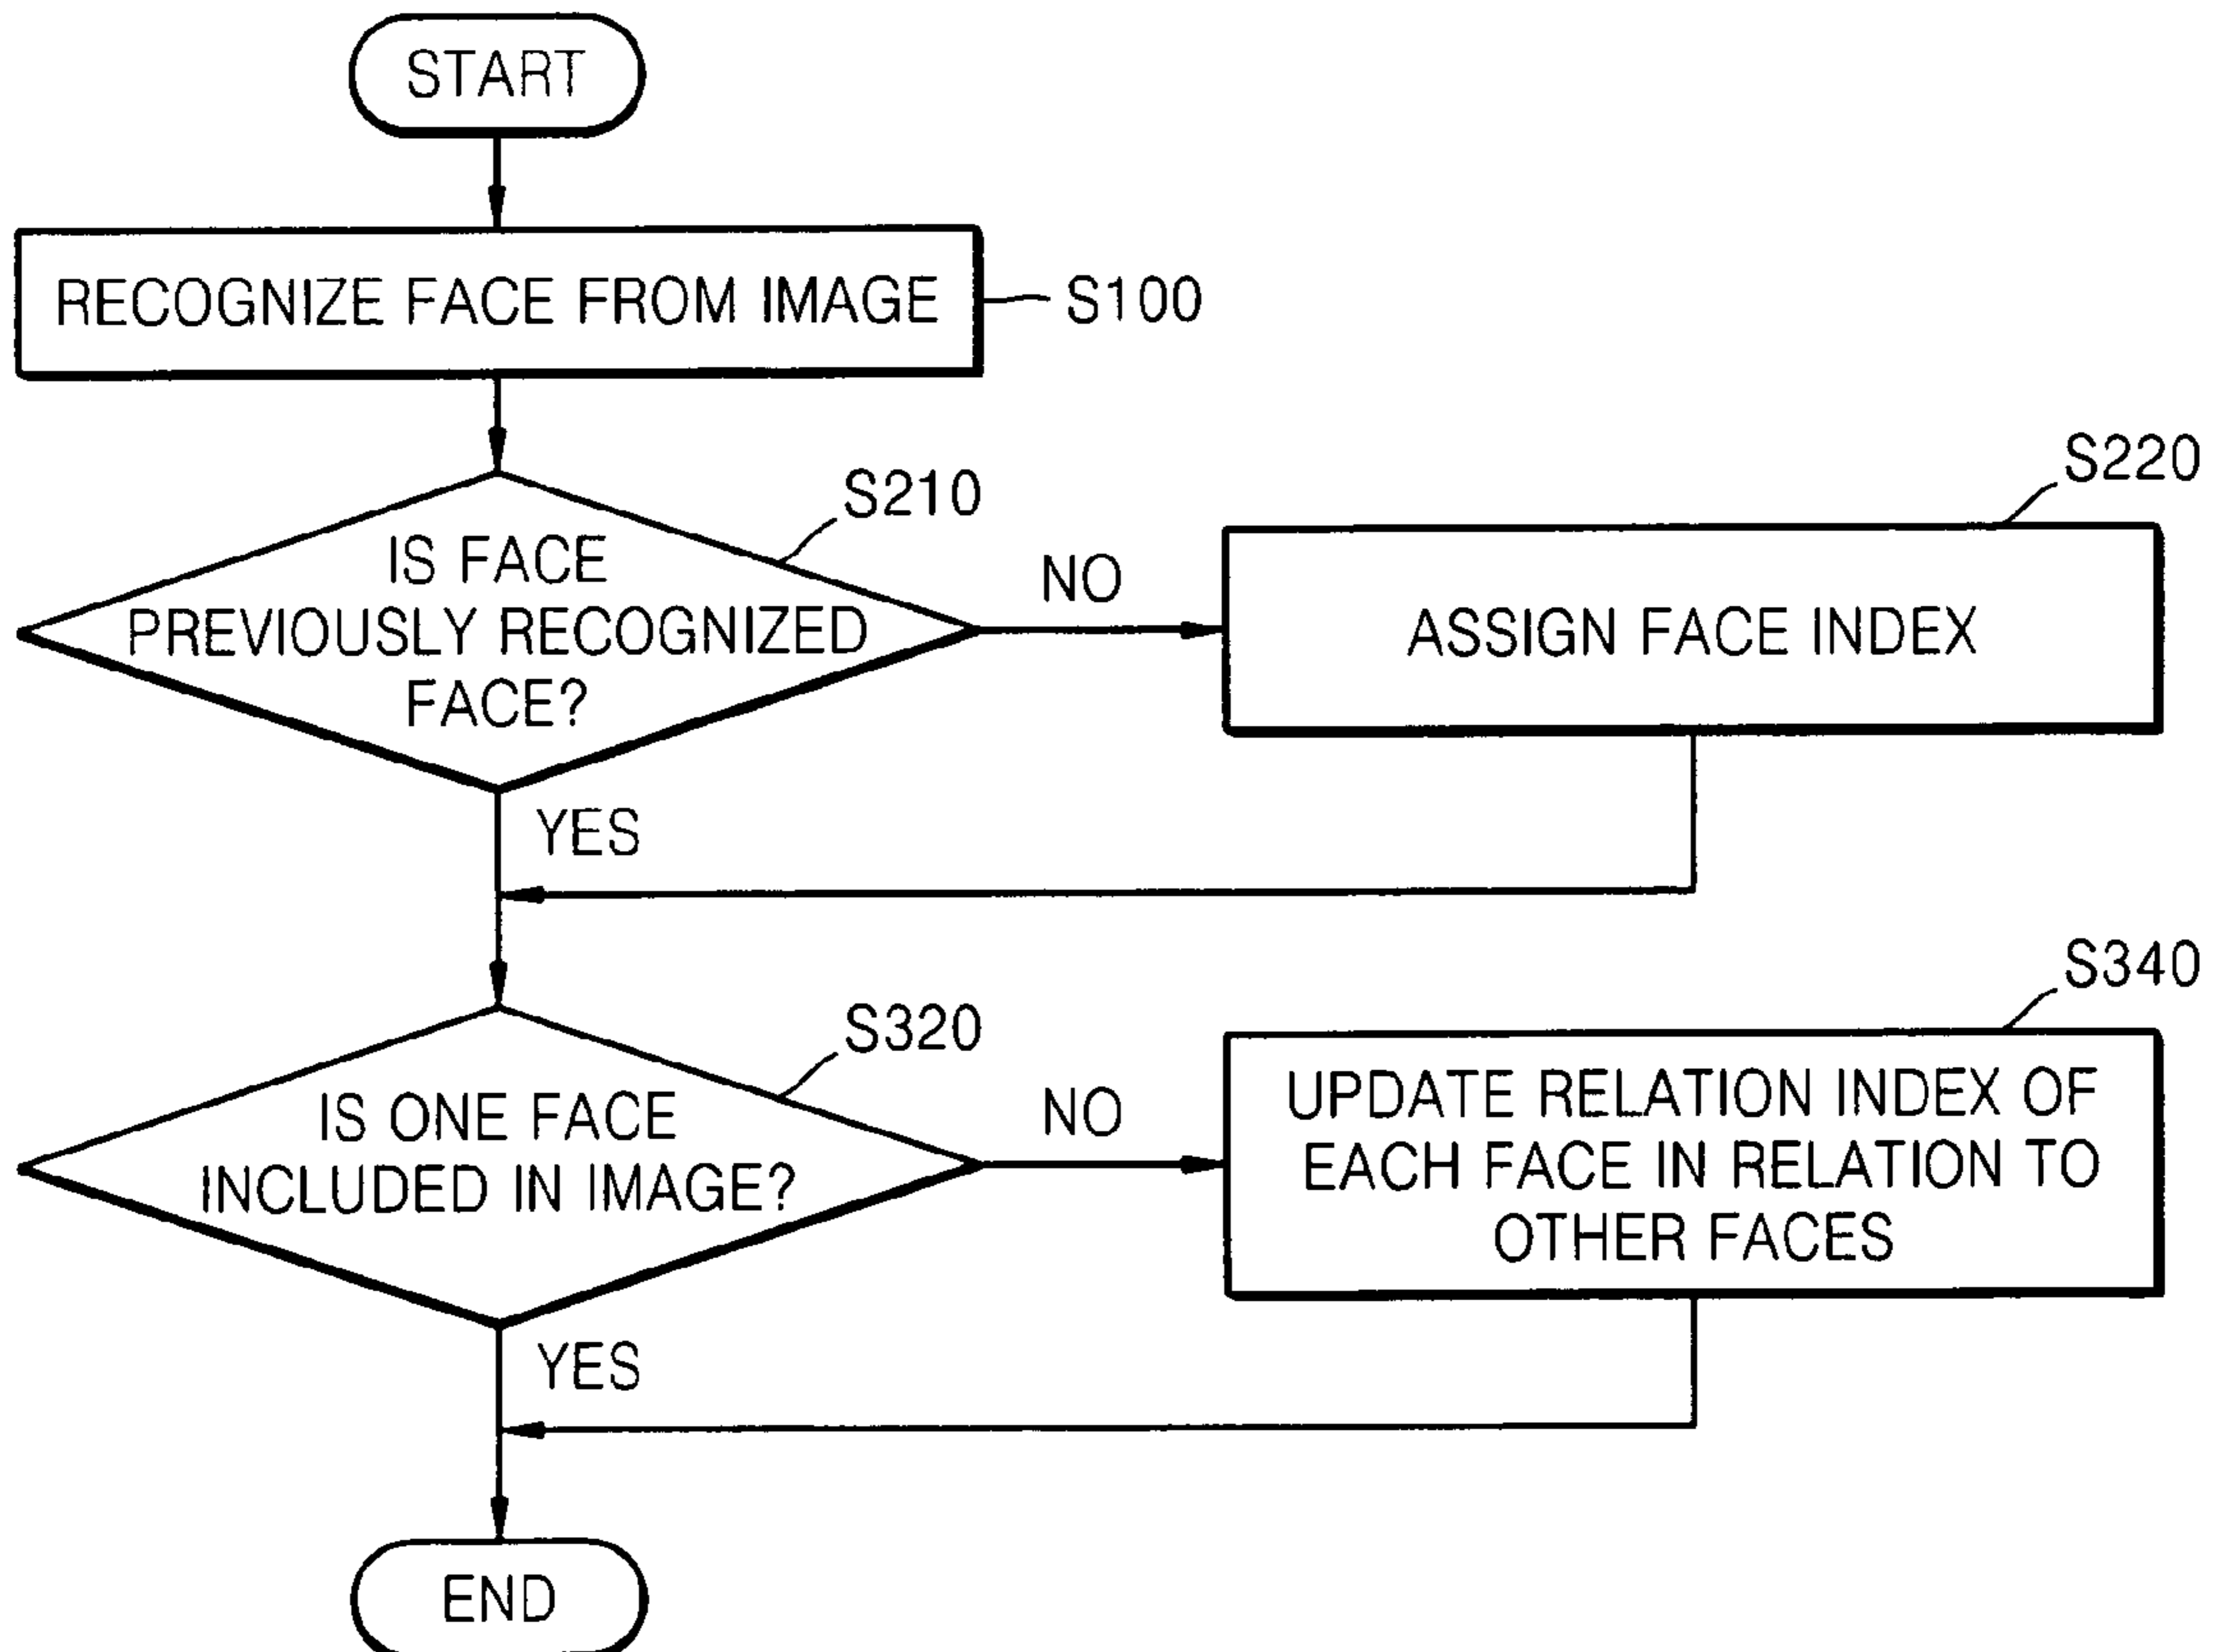 START
RECOGNIZE FACE FROM IMAGE
S100
S210
IS FACE
PREVIOUSLY RECOGNIZED
FACE?
NO
S220
ASSIGN FACE INDEX
YES
S320
IS ONE FACE
INCLUDED IN IMAGE?
NO
S340
UPDATE RELATION INDEX OF
EACH FACE IN RELATION TO
OTHER FACES
YES
END